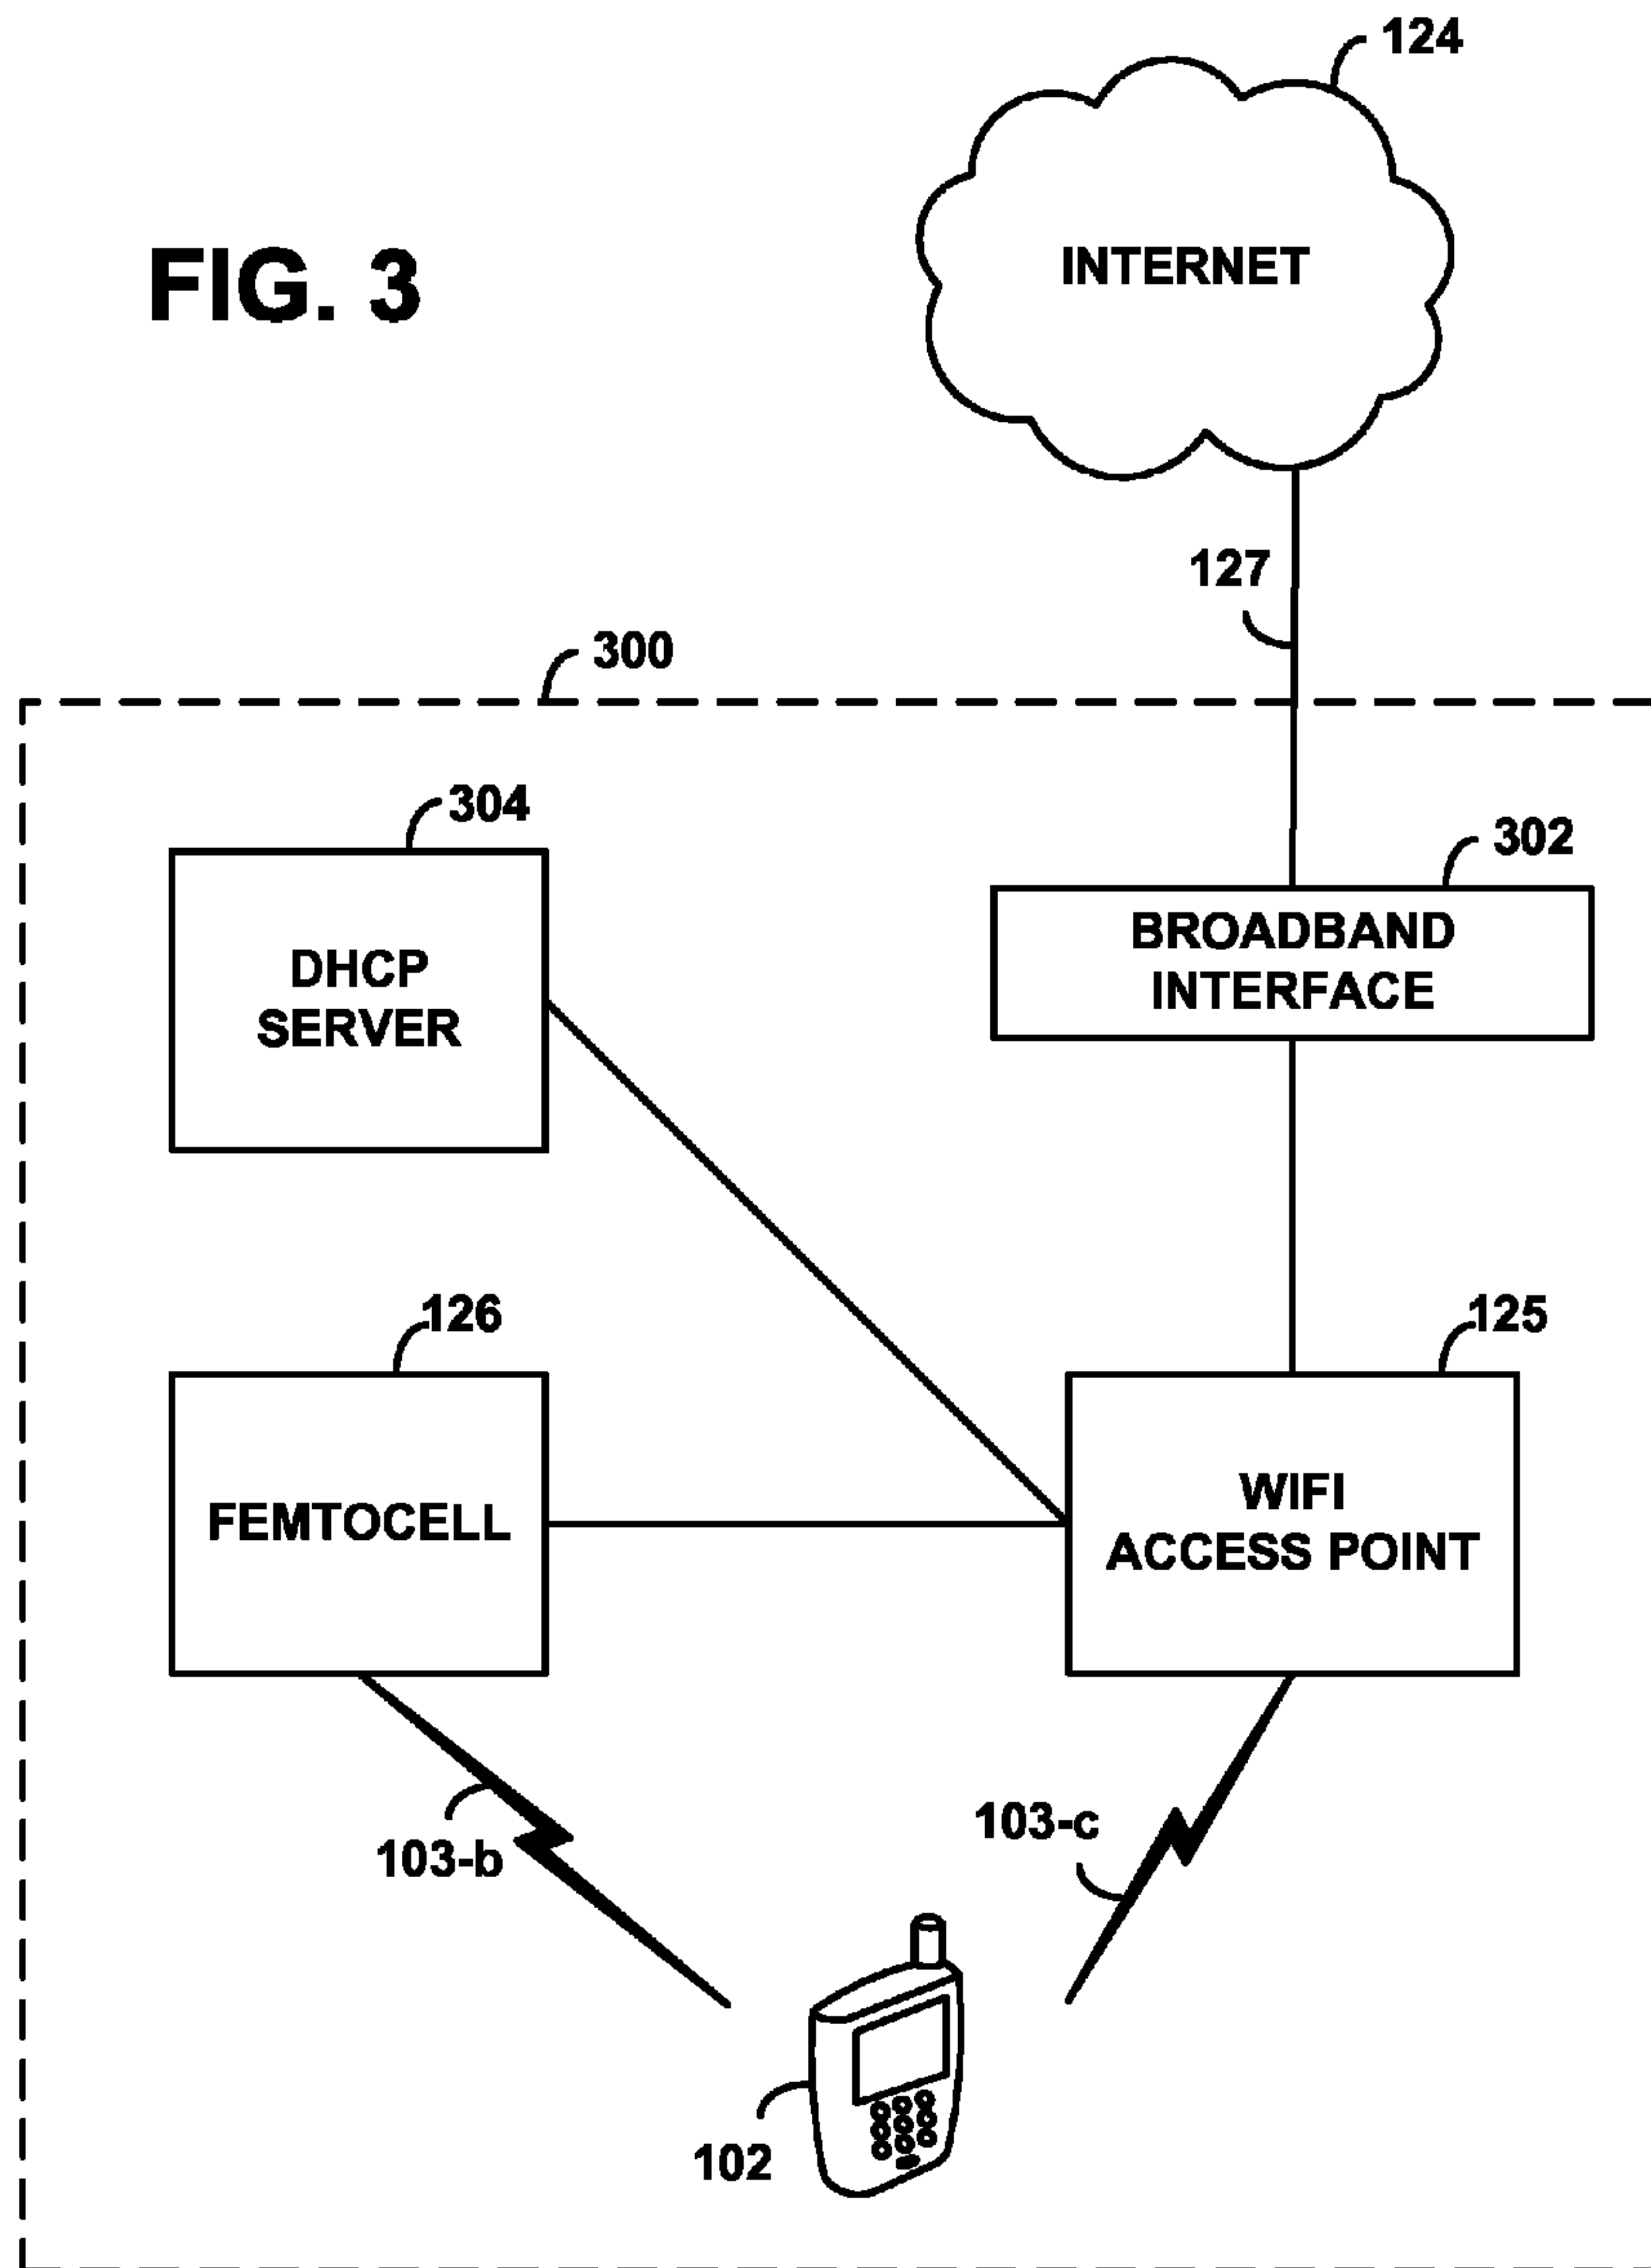 124
INTERNET
FIG. 3
127
300
304
302
BROADBAND
INTERFACE
DHCP
SERVER
126
125
FEMTOCELL
WIFI
ACCESS POINT
103-b
103-c
102